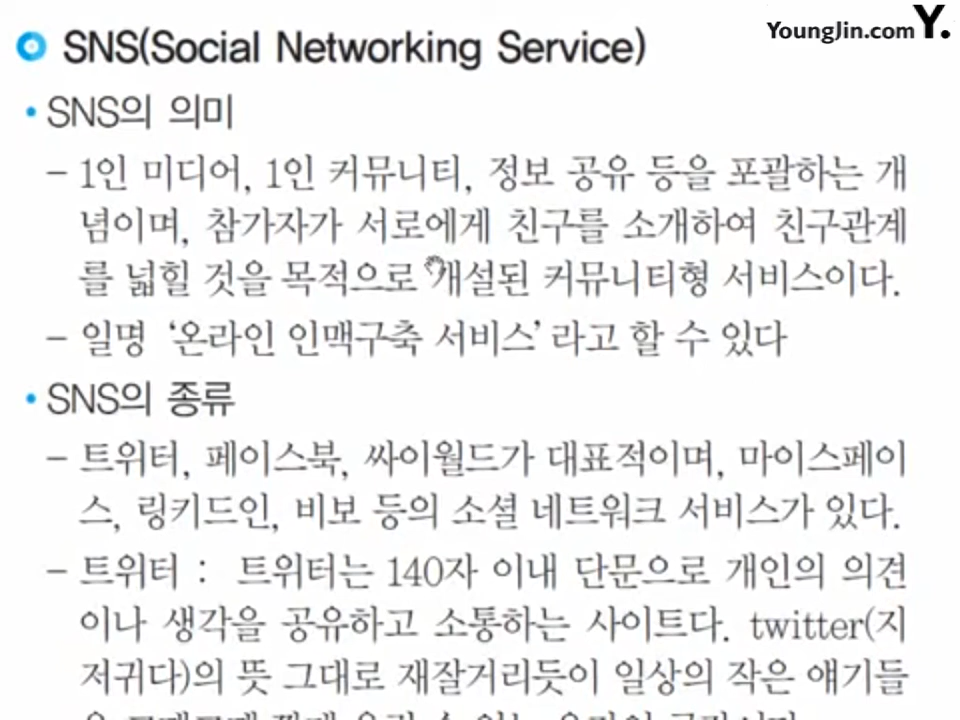 YoungJin.com Y.
SNS(Social Networking Service)
• SNS의 의미
– 1인 미디어, 1인 커뮤니티, 정보 공유 등을 포괄하는 개
념이며, 참가자가 서로에게 친구를 소개하여 친구관계
를 넓힐 것을 목적으로 개설된 커뮤니티형 서비스이다.
– 일명 ‘온라인 인맥구축 서비스’라고 할 수 있다
• SNS의 종류
– 트위터, 페이스북, 싸이월드가 대표적이며, 마이스페이
스, 링키드인, 비보 등의 소셜 네트워크 서비스가 있다.
– 트위터 : 트위터는 140자 이내 단문으로 개인의 의견
이나 생각을 공유하고 소통하는 사이트다. twitter(지
저귀다)의 뜻 그대로 재잘거리듯이 일상의 작은 얘기들